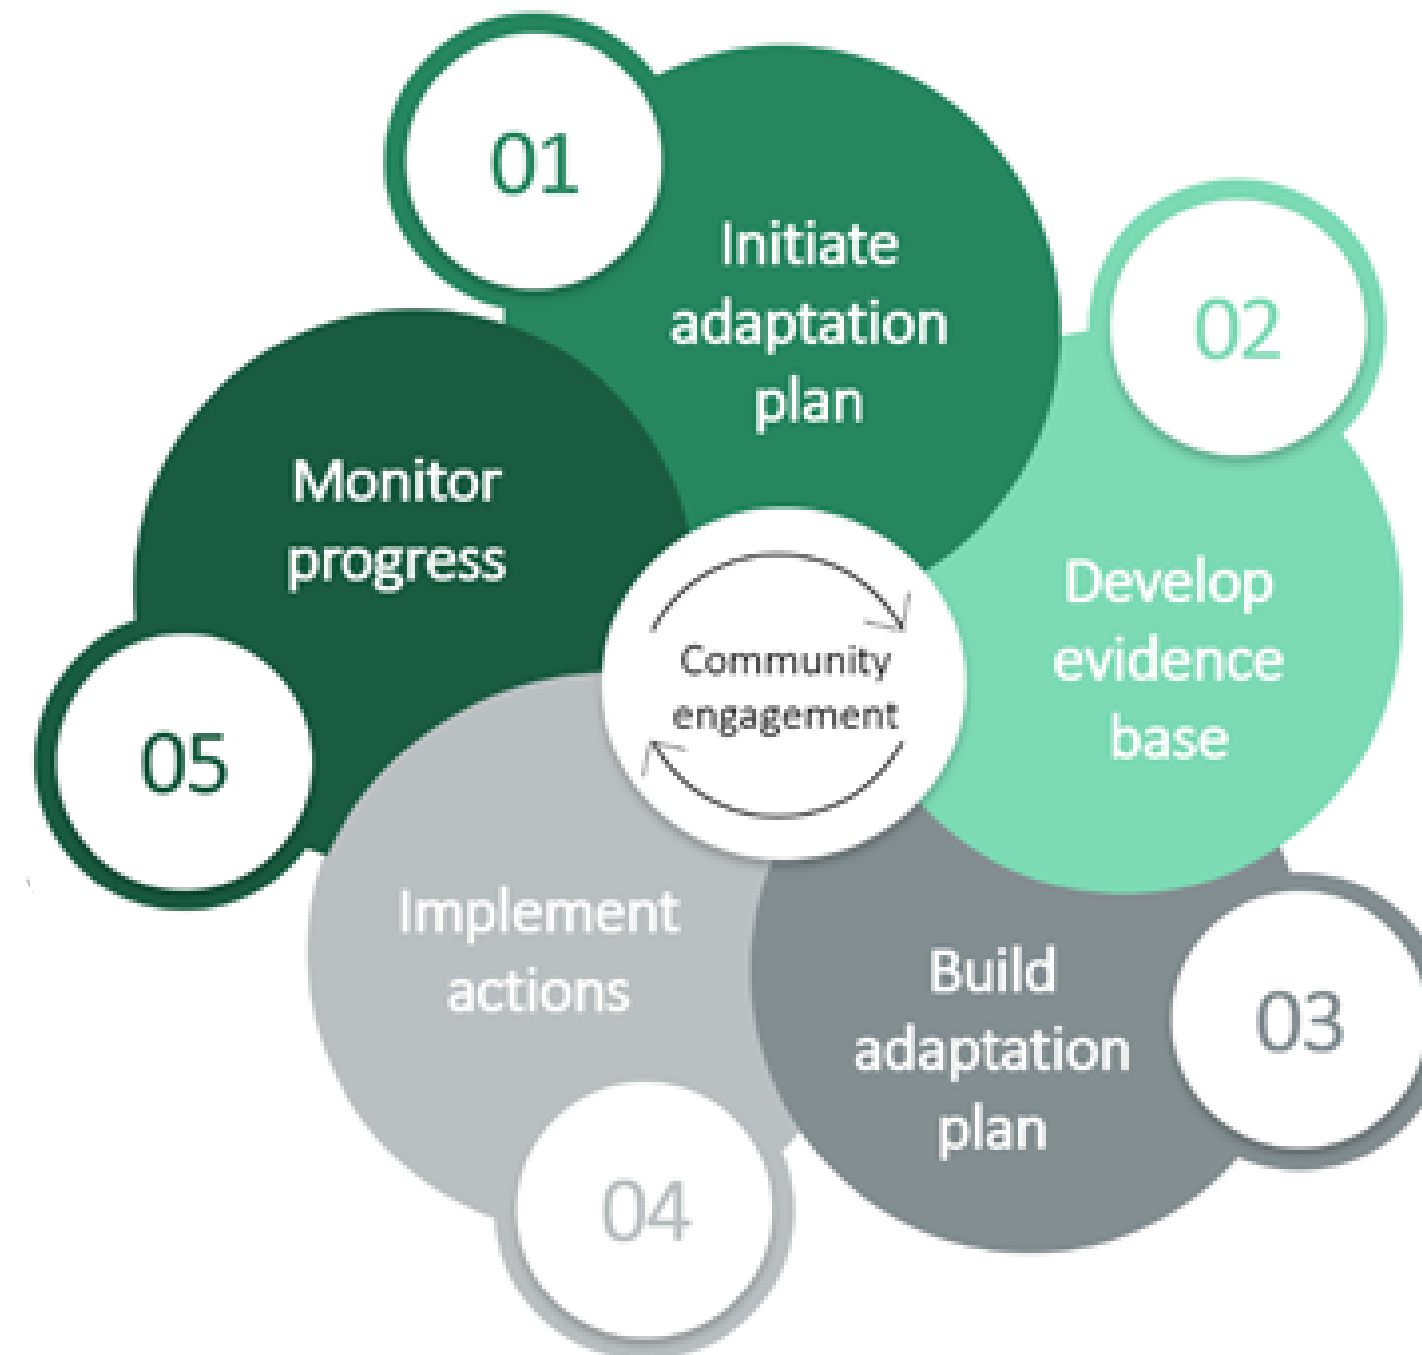 01
Initiate
adaptation
plan
02
Develop
evidence
base
03
Build
adaptation
plan
04
Implement
actions
05
Monitor
progress
Community
engagement